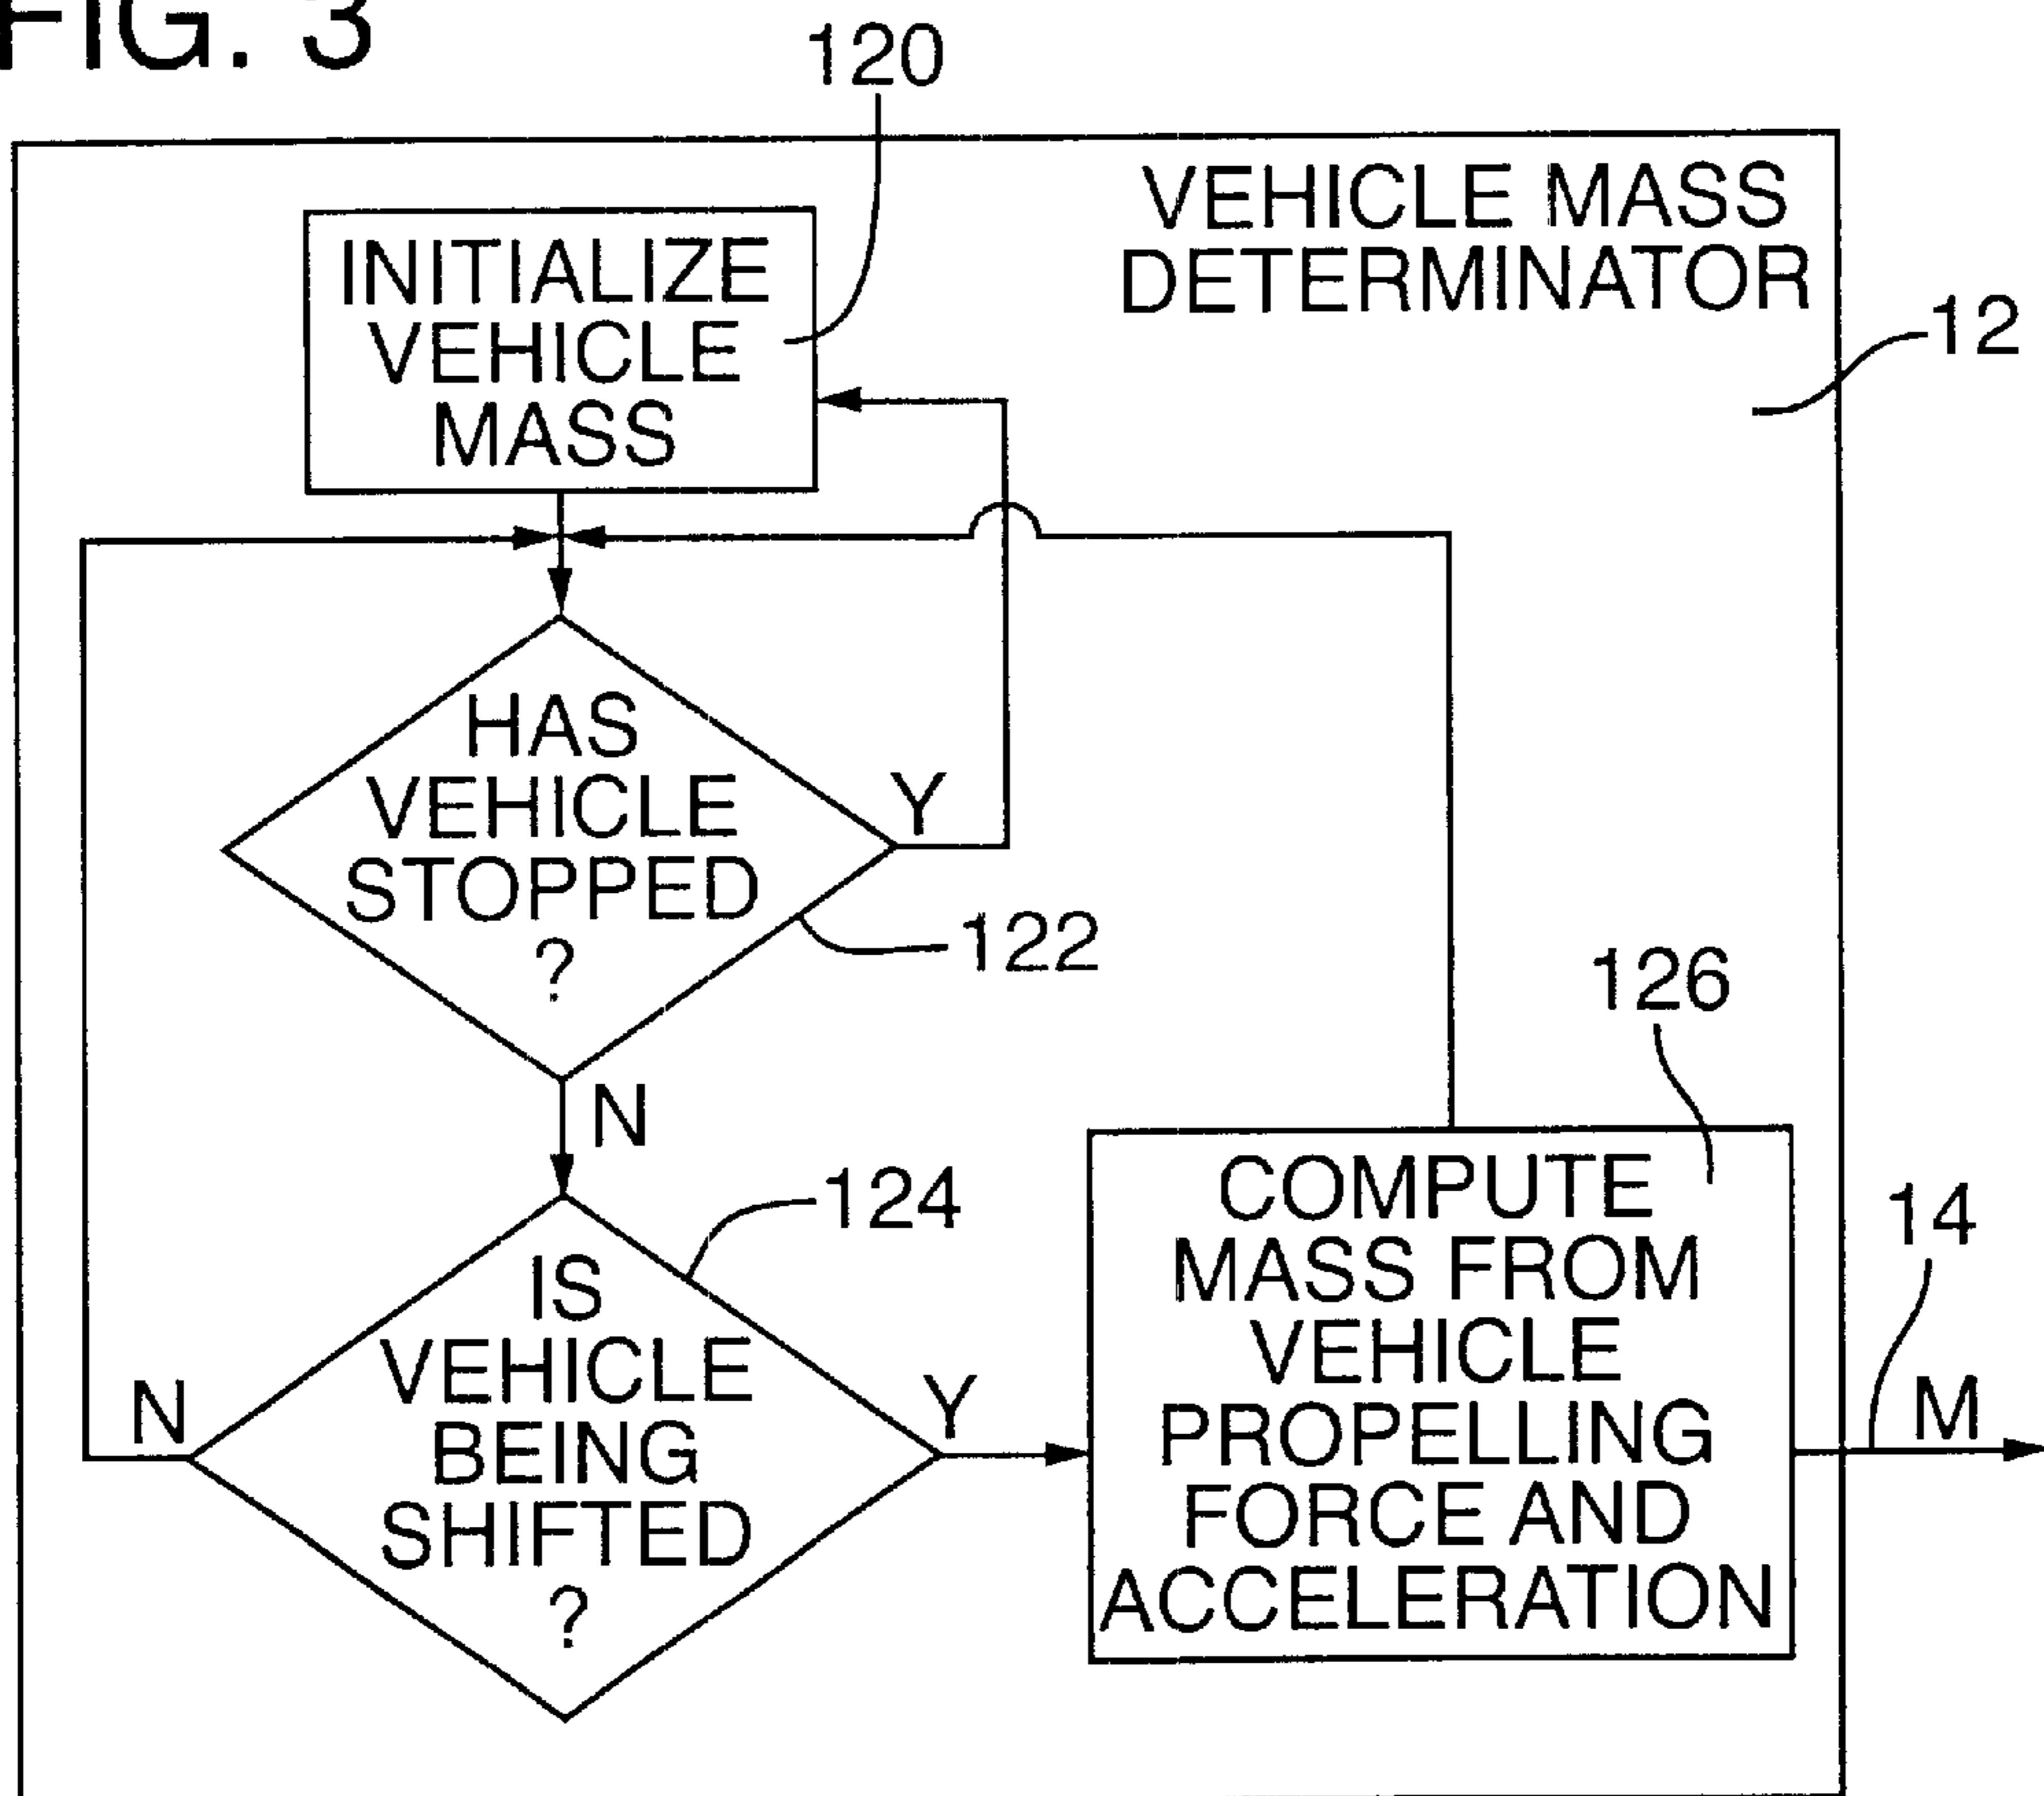 FIG. 3
120
VEHICLE MASS
DETERMINATOR
12
INITIALIZE
VEHICLE
MASS
HAS
VEHICLE
STOPPED
?
Y
122
N
126
124
IS
VEHICLE
BEING
SHIFTED
?
N
Y
COMPUTE
MASS FROM
VEHICLE
PROPELLING
FORCE AND
ACCELERATION
14
M